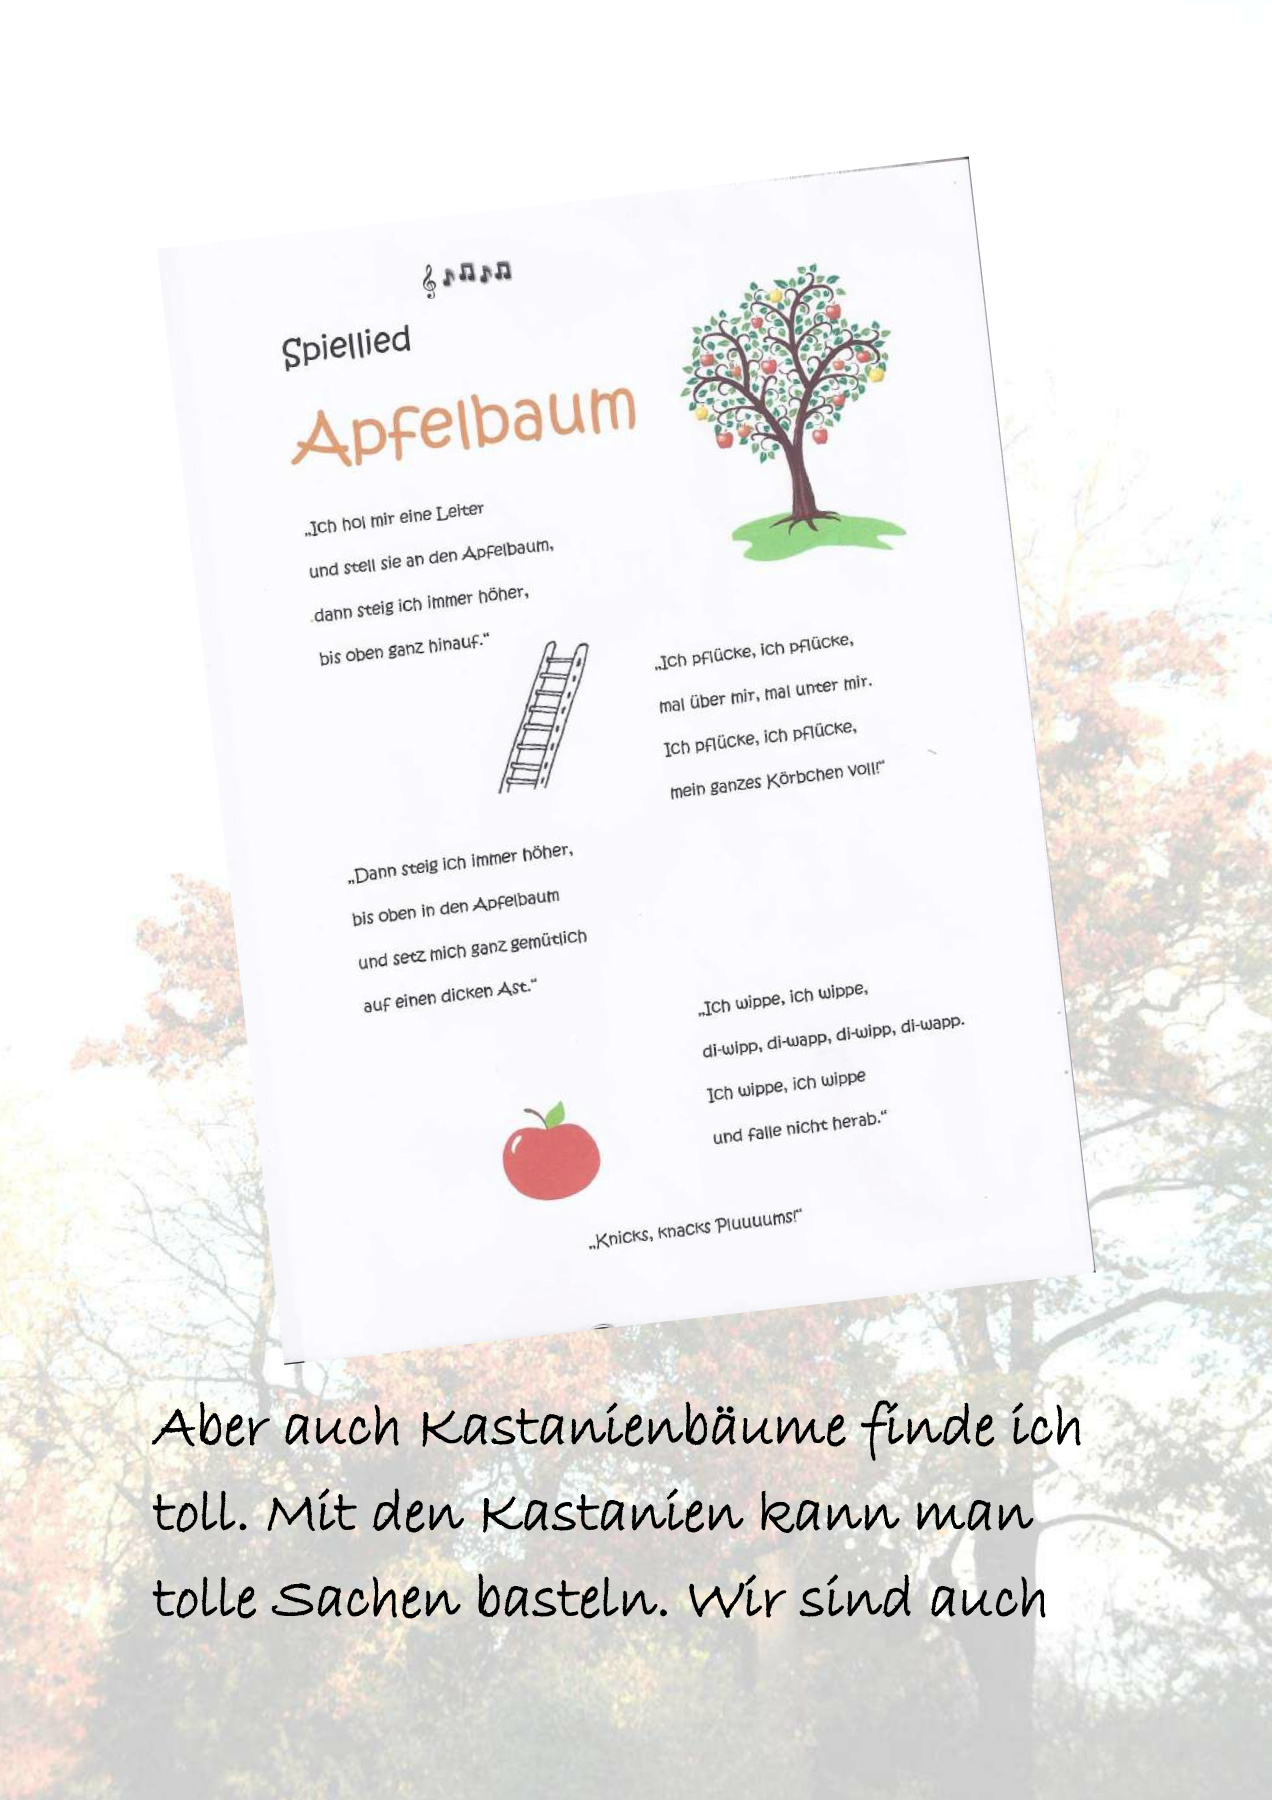 Spiellied
Apfelbaum
„Ich hol mir eine Leiter
und stell sie an den Apfelbaum,
dann steig ich immer höher,
bis oben ganz hinauf.“
„Ich pflücke, ich pflücke,
mal über mir, mal unter mir.
Ich pflücke, ich pflücke,
mein ganzes Körbchen voll!“
„Dann steig ich immer höher,
bis oben in den Apfelbaum
und setz mich ganz gemütlich
auf einen dicken Ast.“
„Ich wippe, ich wippe,
di-wipp, di-wapp, di-wipp, di-wapp.
Ich wippe, ich wippe
und falle nicht herab.“
„Knicks, knacks Pluuuums!“
Aber auch Kastanienbäume finde ich
toll. Mit den Kastanien kann man
tolle Sachen basteln. Wir sind auch